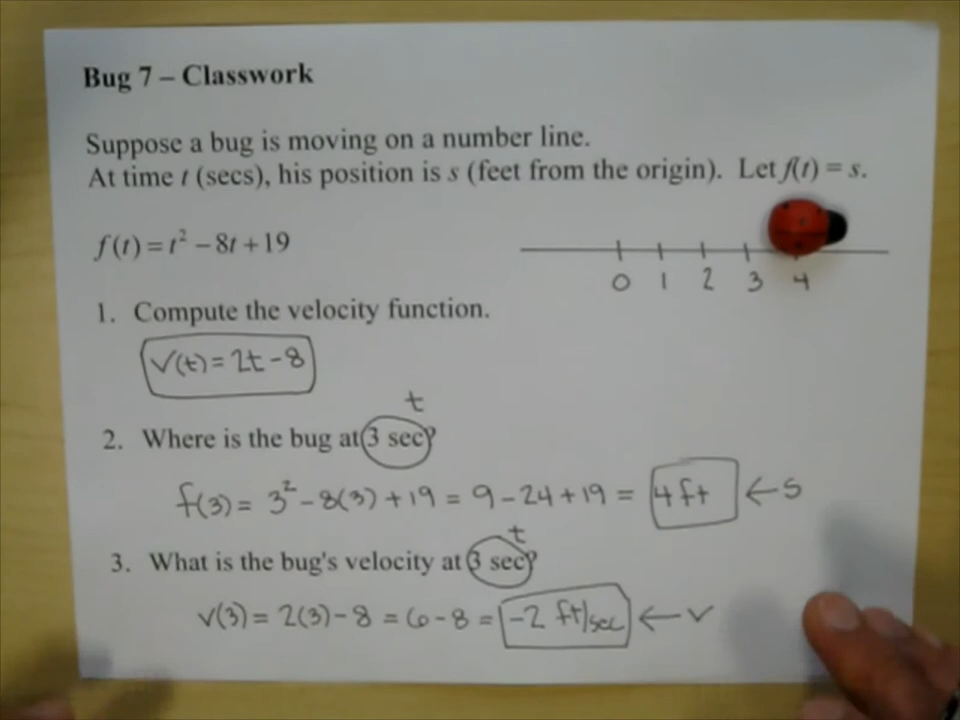 Bug 7 – Classwork
Suppose a bug is moving on a number line.
At time t (secs), his position is s (feet from the origin). Let f(t) = s.
f(t) = t² – 8t + 19
0 1 2 3 4
1. Compute the velocity function.
v(t) = 2t – 8
t
2. Where is the bug at 3 sec?
f(3) = 3² – 8(3) + 19 = 9 – 24 + 19 = 4 ft ← s
t
3. What is the bug's velocity at 3 sec?
v(3) = 2(3) – 8 = 6 – 8 = –2 ft/sec ← v